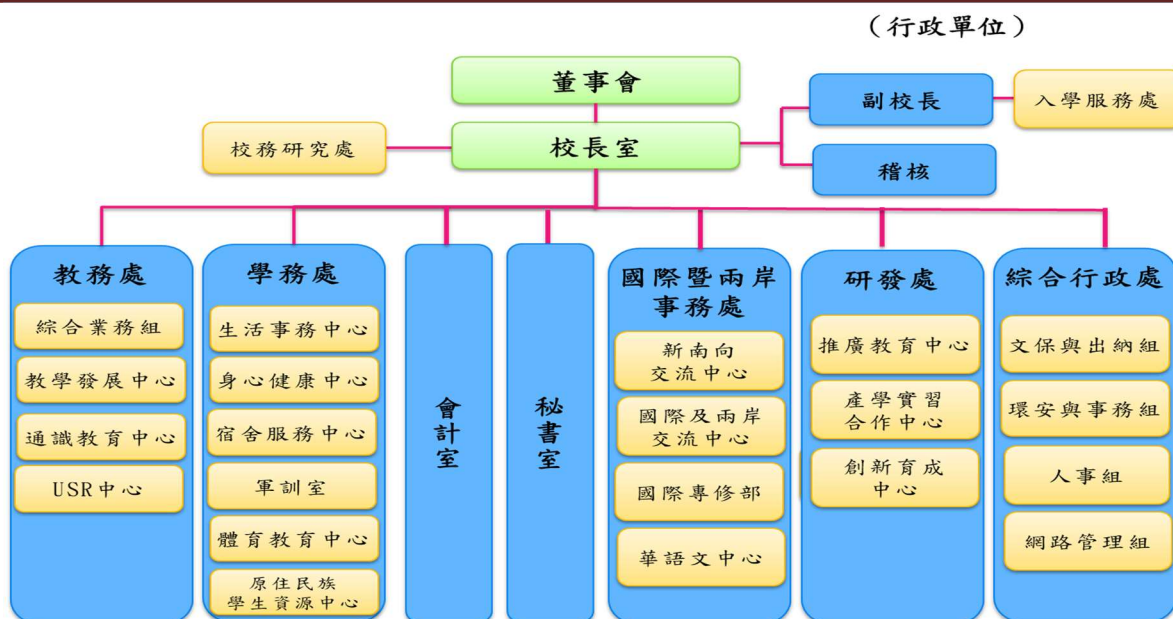 （行政單位）
董事會
副校長
入學服務處
校務研究處
校長室
稽核
教務處
綜合業務組
教學發展中心
通識教育中心
USR中心
學務處
生活事務中心
身心健康中心
宿舍服務中心
軍訓室
體育教育中心
原住民族
學生資源中心
會計室
秘書室
國際暨兩岸
事務處
新南向
交流中心
國際及兩岸
交流中心
國際專修部
華語文中心
研發處
推廣教育中心
產學實習
合作中心
創新育成
中心
綜合行政處
文保與出納組
環安與事務組
人事組
網路管理組